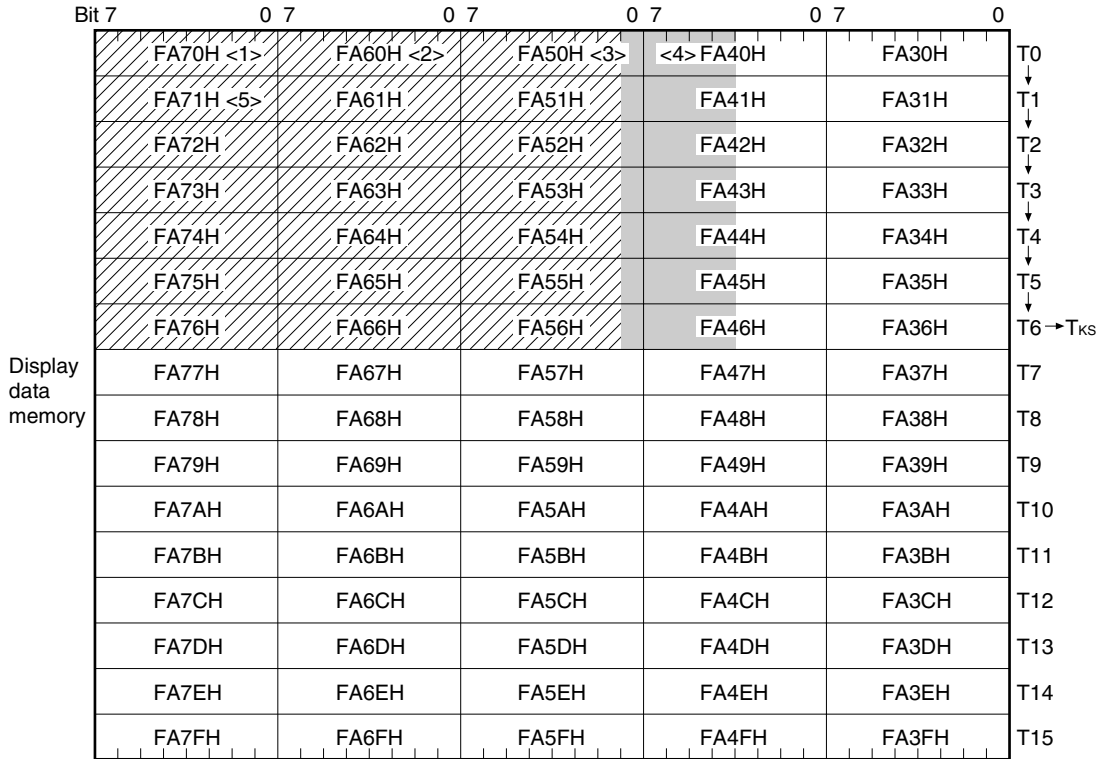 Bit 7 0 7 0 7 0 7 0 7 0
FA70H <1> FA60H <2> FA50H <3> <4> FA40H FA30H T0
FA71H <5> FA61H FA51H FA41H FA31H T1
FA72H FA62H FA52H FA42H FA32H T2
FA73H FA63H FA53H FA43H FA33H T3
FA74H FA64H FA54H FA44H FA34H T4
FA75H FA65H FA55H FA45H FA35H T5
FA76H FA66H FA56H FA46H FA36H T6 → TKS
Display
data
memory
FA77H FA67H FA57H FA47H FA37H T7
FA78H FA68H FA58H FA48H FA38H T8
FA79H FA69H FA59H FA49H FA39H T9
FA7AH FA6AH FA5AH FA4AH FA3AH T10
FA7BH FA6BH FA5BH FA4BH FA3BH T11
FA7CH FA6CH FA5CH FA4CH FA3CH T12
FA7DH FA6DH FA5DH FA4DH FA3DH T13
FA7EH FA6EH FA5EH FA4EH FA3EH T14
FA7FH FA6FH FA5FH FA4FH FA3FH T15